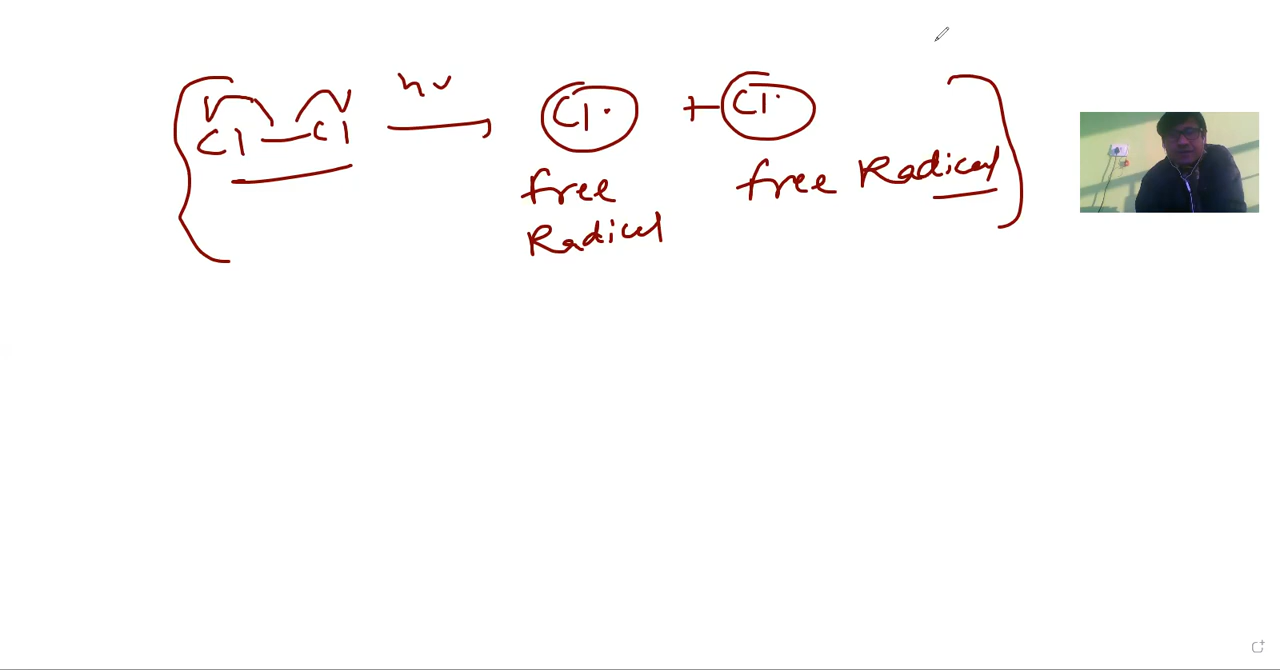 hν
Cl — Cl ⟶ Cl· + Cl·
free free Radical
Radical